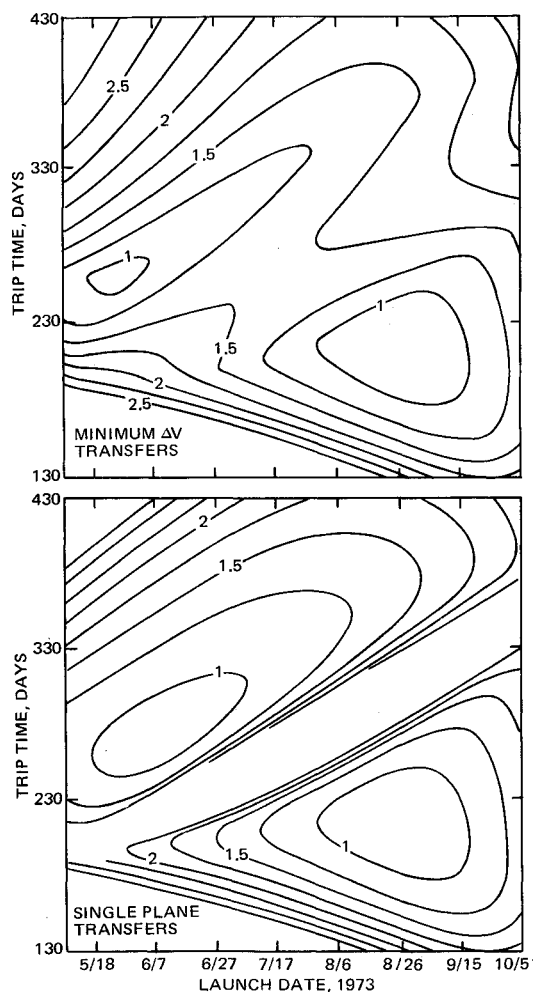 430
330
230
130
TRIP TIME, DAYS
2.5
2
1.5
1
1
1.5
2
2.5
MINIMUM ΔV
TRANSFERS
430
330
230
130
TRIP TIME, DAYS
2
1.5
1
2
1.5
1
SINGLE PLANE
TRANSFERS
5/18 6/7 6/27 7/17 8/6 8/26 9/15 10/5
LAUNCH DATE, 1973